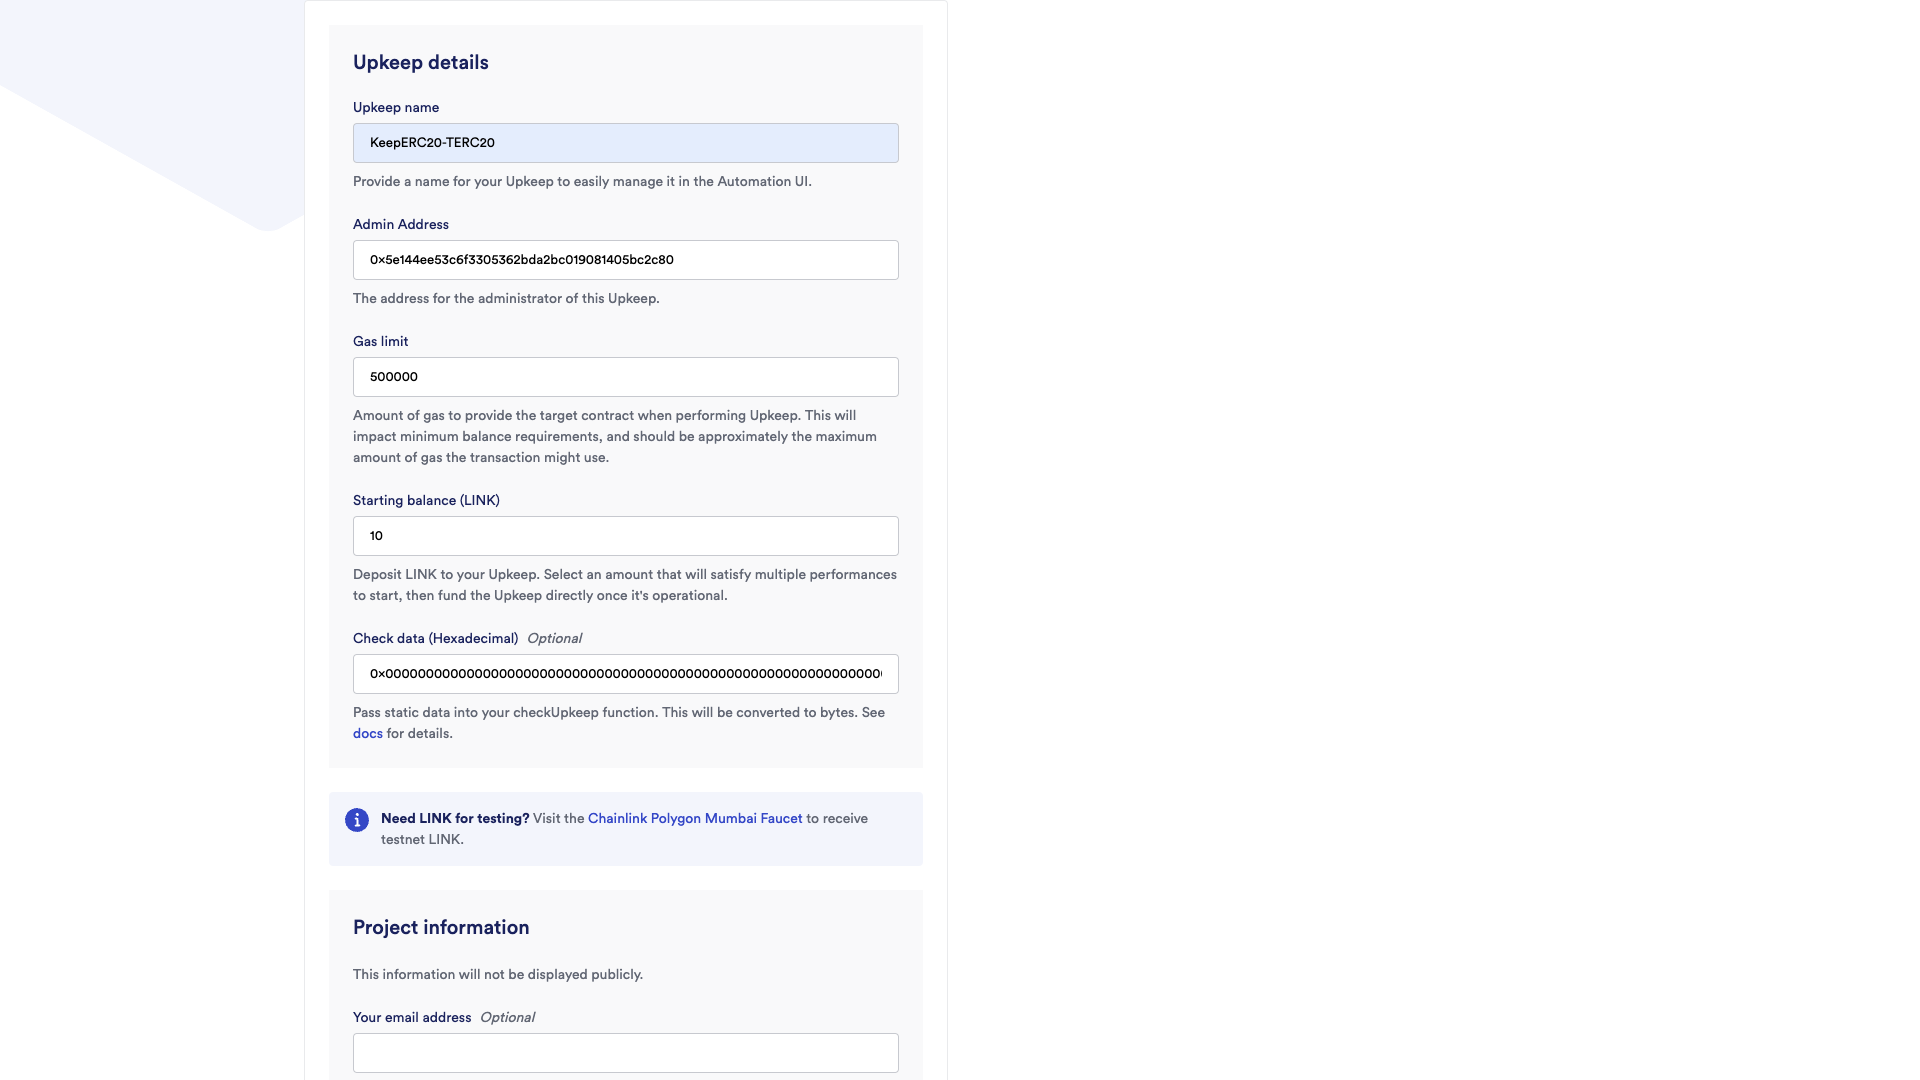 Upkeep details
Upkeep name
KeepERC20-TERC20
Provide a name for your Upkeep to easily manage it in the Automation UI.
Admin Address
0x5e144ee53c6f3305362bda2bc019081405bc2c80
The address for the administrator of this Upkeep.
Gas limit
500000
Amount of gas to provide the target contract when performing Upkeep. This will
impact minimum balance requirements, and should be approximately the maximum
amount of gas the transaction might use.
Starting balance (LINK)
10
Deposit LINK to your Upkeep. Select an amount that will satisfy multiple performances
to start, then fund the Upkeep directly once it's operational.
Check data (Hexadecimal) Optional
0x0000000000000000000000000000000000000000000000000000000000000
Pass static data into your checkUpkeep function. This will be converted to bytes. See
docs for details.
Need LINK for testing? Visit the Chainlink Polygon Mumbai Faucet to receive
testnet LINK.
Project information
This information will not be displayed publicly.
Your email address Optional